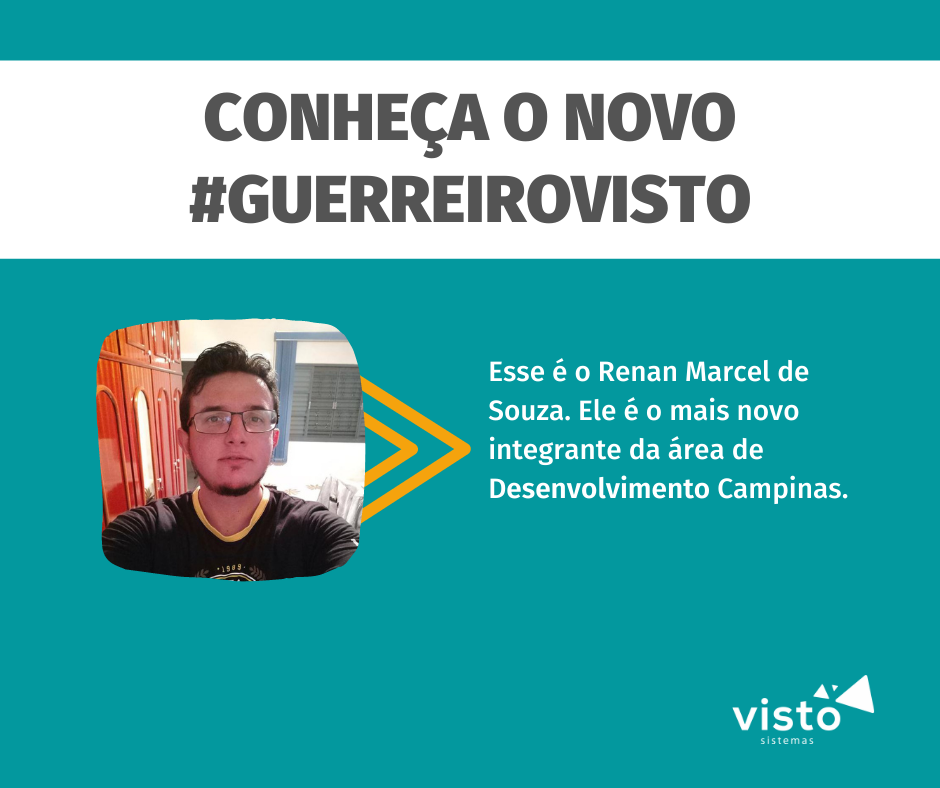 CONHEÇA O NOVO
#GUERREIROVISTO
Esse é o Renan Marcel de
Souza. Ele é o mais novo
integrante da área de
Desenvolvimento Campinas.
·1989·
visto
sistemas